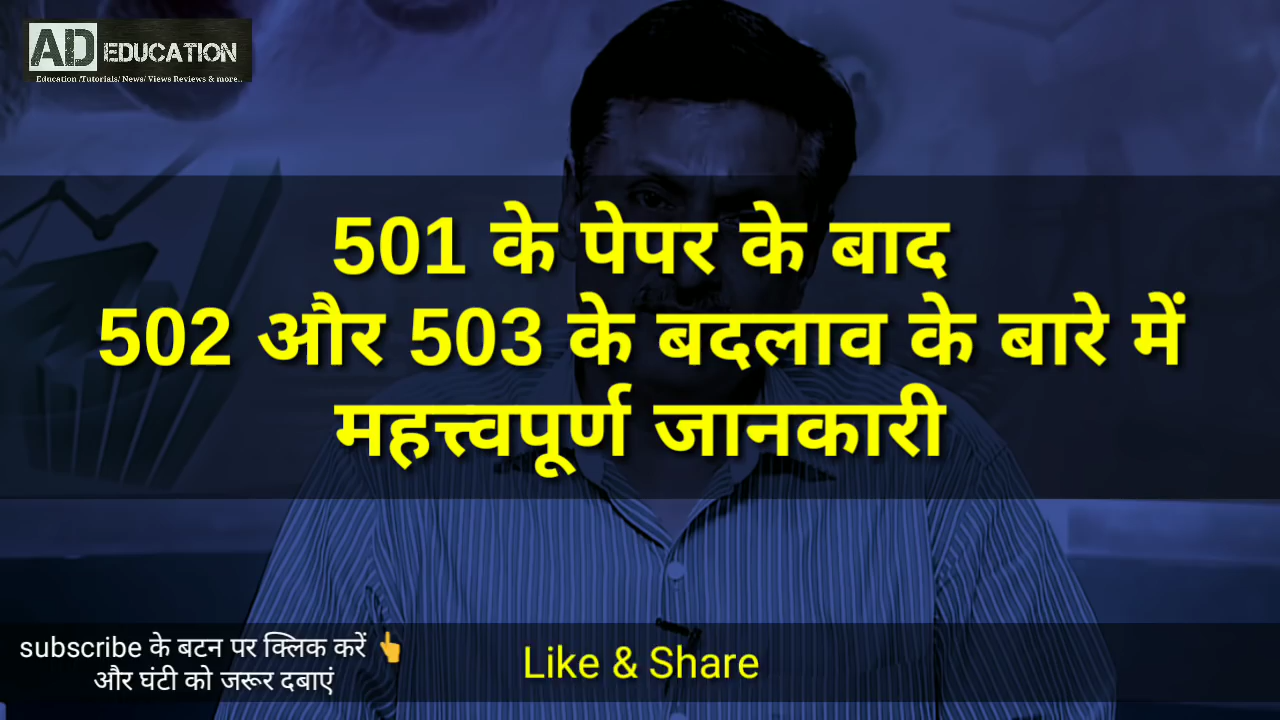 AD EDUCATION
Education /Tutorials/ News/ Views Reviews & more..
501 के पेपर के बाद
502 और 503 के बदलाव के बारे में
महत्त्वपूर्ण जानकारी
subscribe के बटन पर क्लिक करें 👆
और घंटी को जरूर दबाएं
Like & Share